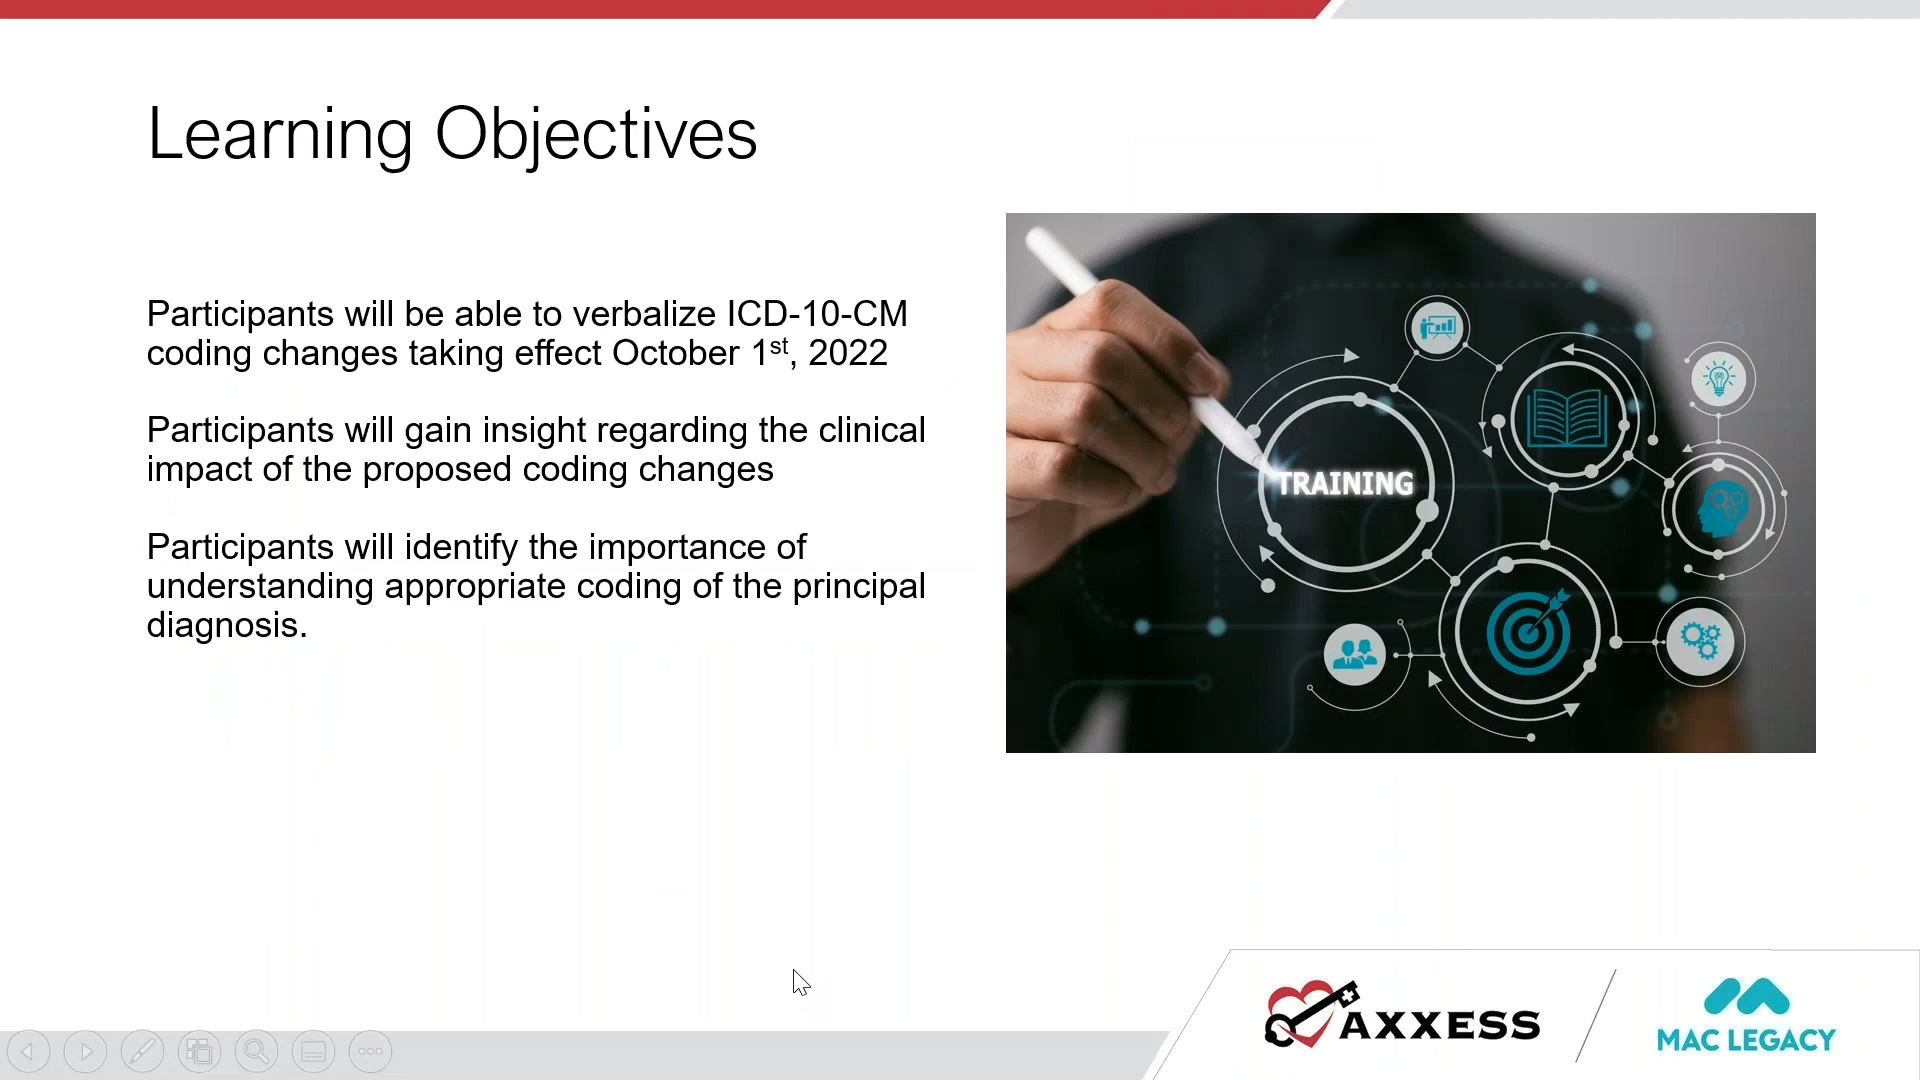 Learning Objectives
Participants will be able to verbalize ICD-10-CM
coding changes taking effect October 1st, 2022
Participants will gain insight regarding the clinical
impact of the proposed coding changes
Participants will identify the importance of
understanding appropriate coding of the principal
diagnosis.
TRAINING
AXXESS
MAC LEGACY